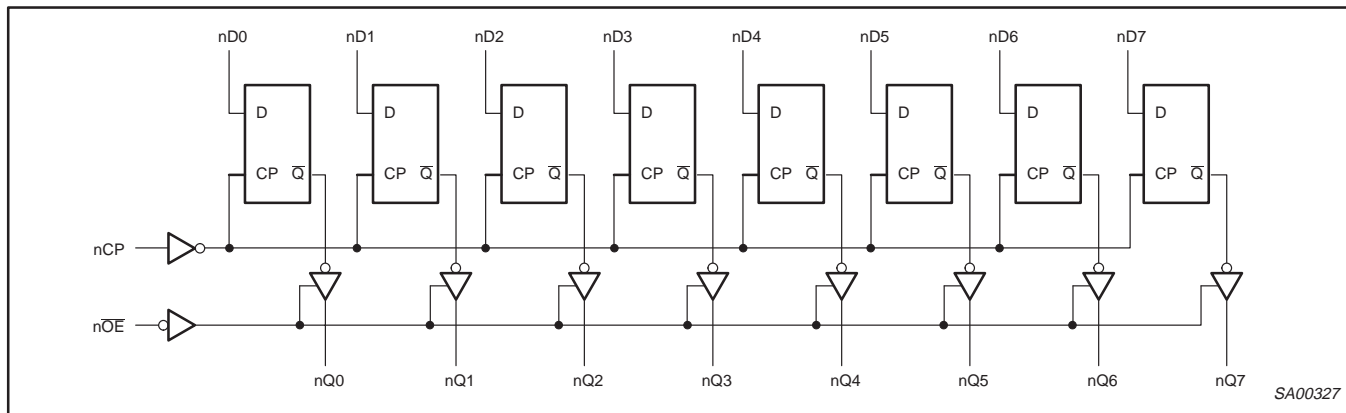 nD0 nD1 nD2 nD3 nD4 nD5 nD6 nD7
D D D D D D D D
CP Q̅ CP Q̅ CP Q̅ CP Q̅ CP Q̅ CP Q̅ CP Q̅ CP Q̅
nCP
nO̅E̅
nQ0 nQ1 nQ2 nQ3 nQ4 nQ5 nQ6 nQ7
SA00327